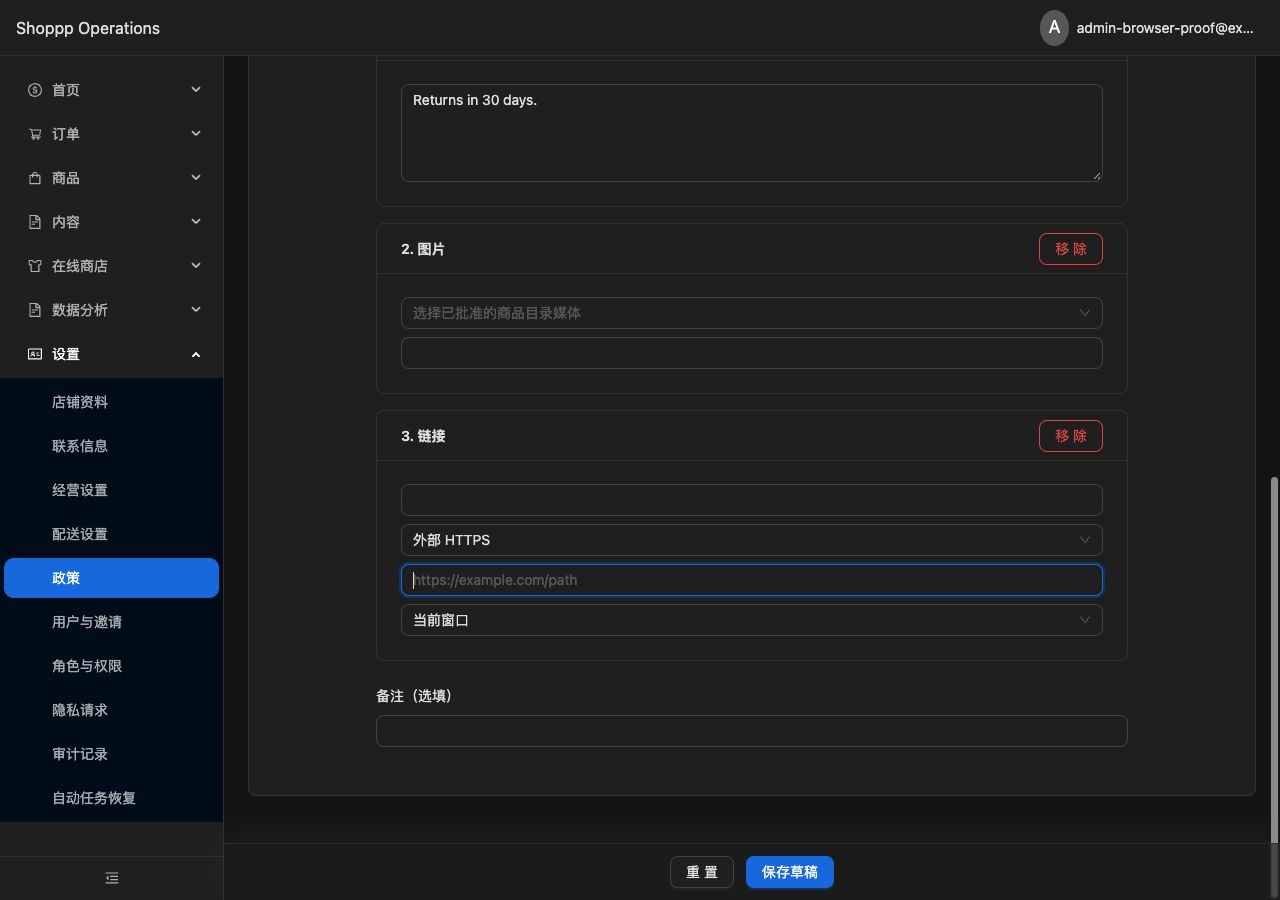 Shoppp Operations
A
admin-browser-proof@ex...
首页
订单
商品
内容
在线商店
数据分析
设置
店铺资料
联系信息
经营设置
配送设置
政策
用户与邀请
角色与权限
隐私请求
审计记录
自动任务恢复
Returns in 30 days.
2. 图片
移 除
选择已批准的商品目录媒体
3. 链接
移 除
外部 HTTPS
https://example.com/path
当前窗口
备注（选填）
重 置
保存草稿